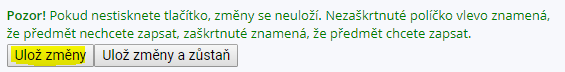 Pozor! Pokud nestisknete tlačítko, změny se neuloží. Nezaškrtnuté políčko vlevo znamená,
že předmět nechcete zapsat, zaškrtnuté znamená, že předmět chcete zapsat.
Ulož změny Ulož změny a zůstaň